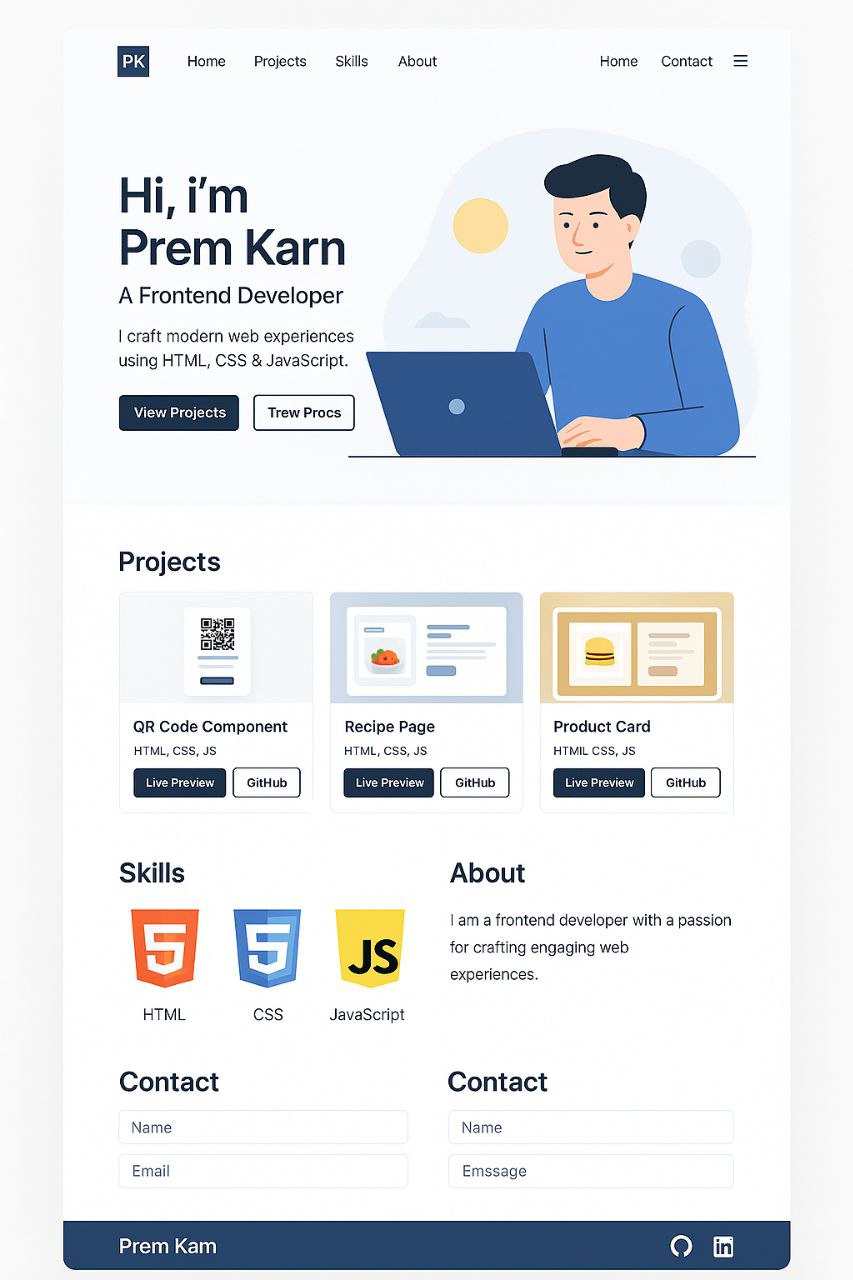 PK
Home Projects Skills About Home Contact
Hi, i’m
Prem Karn
A Frontend Developer
I craft modern web experiences
using HTML, CSS & JavaScript.
View Projects Trew Procs
Projects
QR Code Component
HTML, CSS, JS
Live Preview GitHub
Recipe Page
HTML, CSS, JS
Live Preview GitHub
Product Card
HTMIL CSS, JS
Live Preview GitHub
Skills
5
HTML
5
CSS
JS
JavaScript
About
I am a frontend developer with a passion
for crafting engaging web
experiences.
Contact
Name
Email
Contact
Name
Emssage
Prem Kam
in